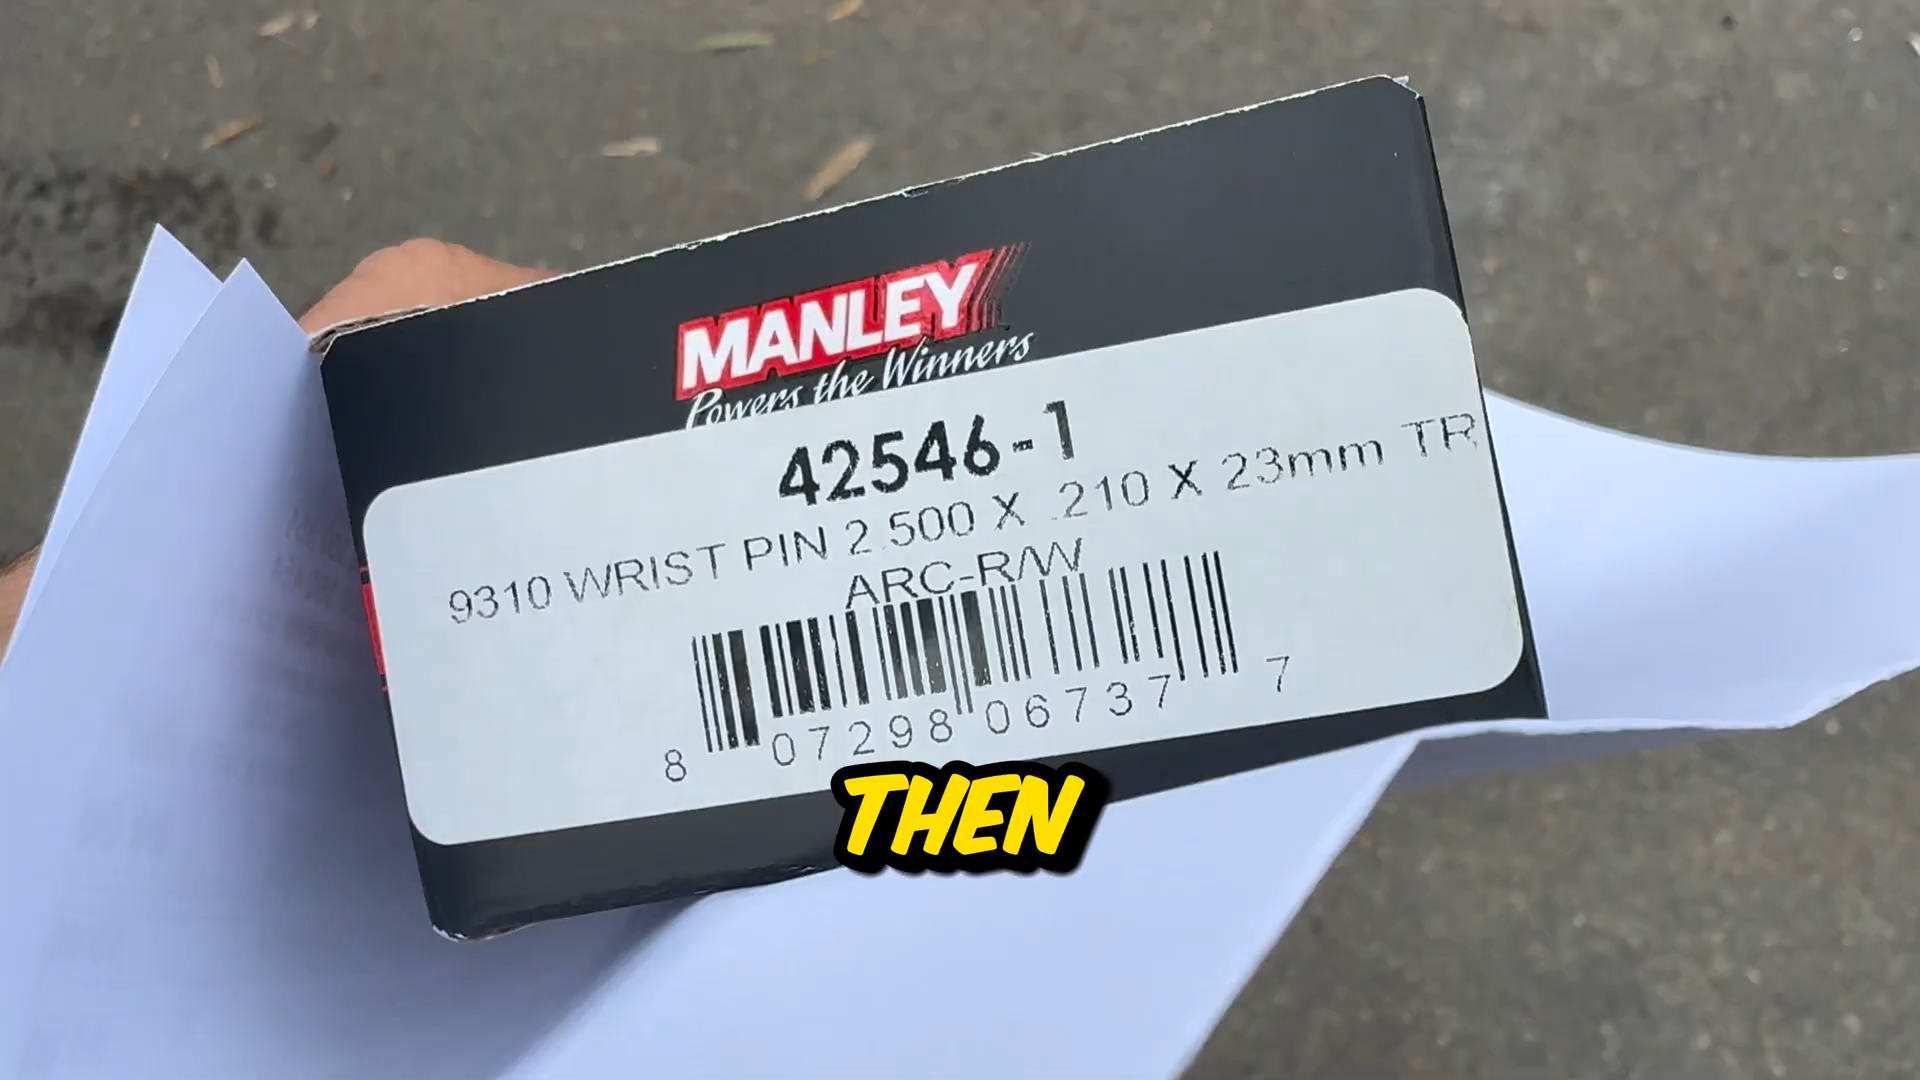 MANLEY
Powers the Winners
42546-1
9310 WRIST PIN 2.500 X .210 X 23mm TR
ARC-R/W
8 07298 06737 7
THEN